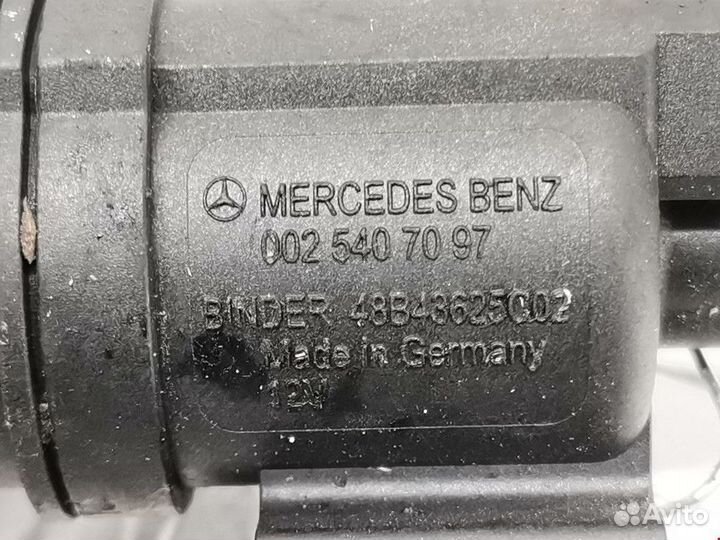 MERCEDES BENZ
002 540 70 97
BINDER 48B43625C02
Made in Germany
12V
Avito